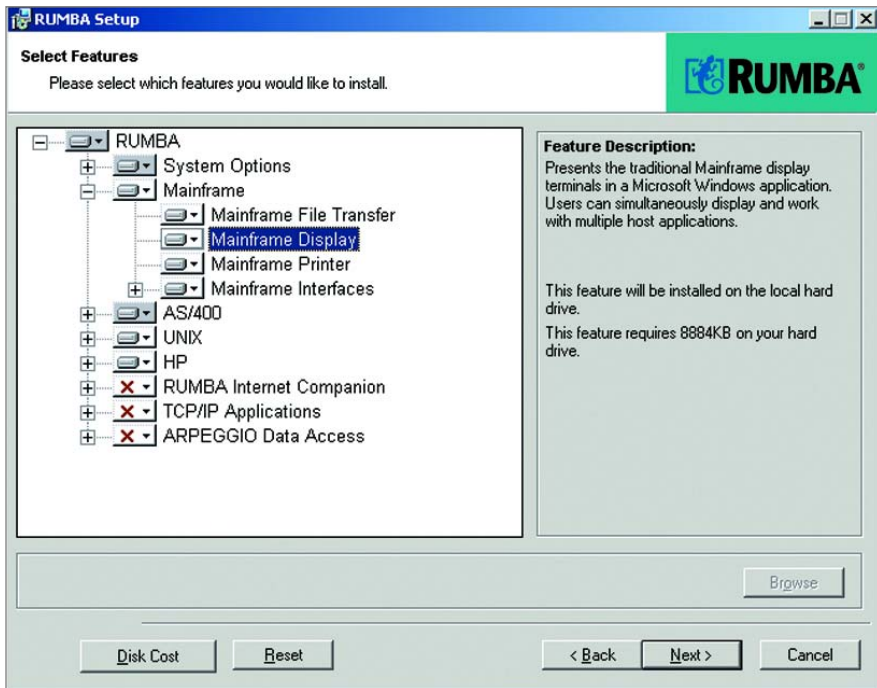 RUMBA Setup
Select Features
Please select which features you would like to install.
RUMBA®
RUMBA
System Options
Mainframe
Mainframe File Transfer
Mainframe Display
Mainframe Printer
Mainframe Interfaces
AS/400
UNIX
HP
RUMBA Internet Companion
TCP/IP Applications
ARPEGGIO Data Access
Feature Description:
Presents the traditional Mainframe display
terminals in a Microsoft Windows application.
Users can simultaneously display and work
with multiple host applications.
This feature will be installed on the local hard
drive.
This feature requires 8884KB on your hard
drive.
Browse
Disk Cost
Reset
< Back
Next >
Cancel